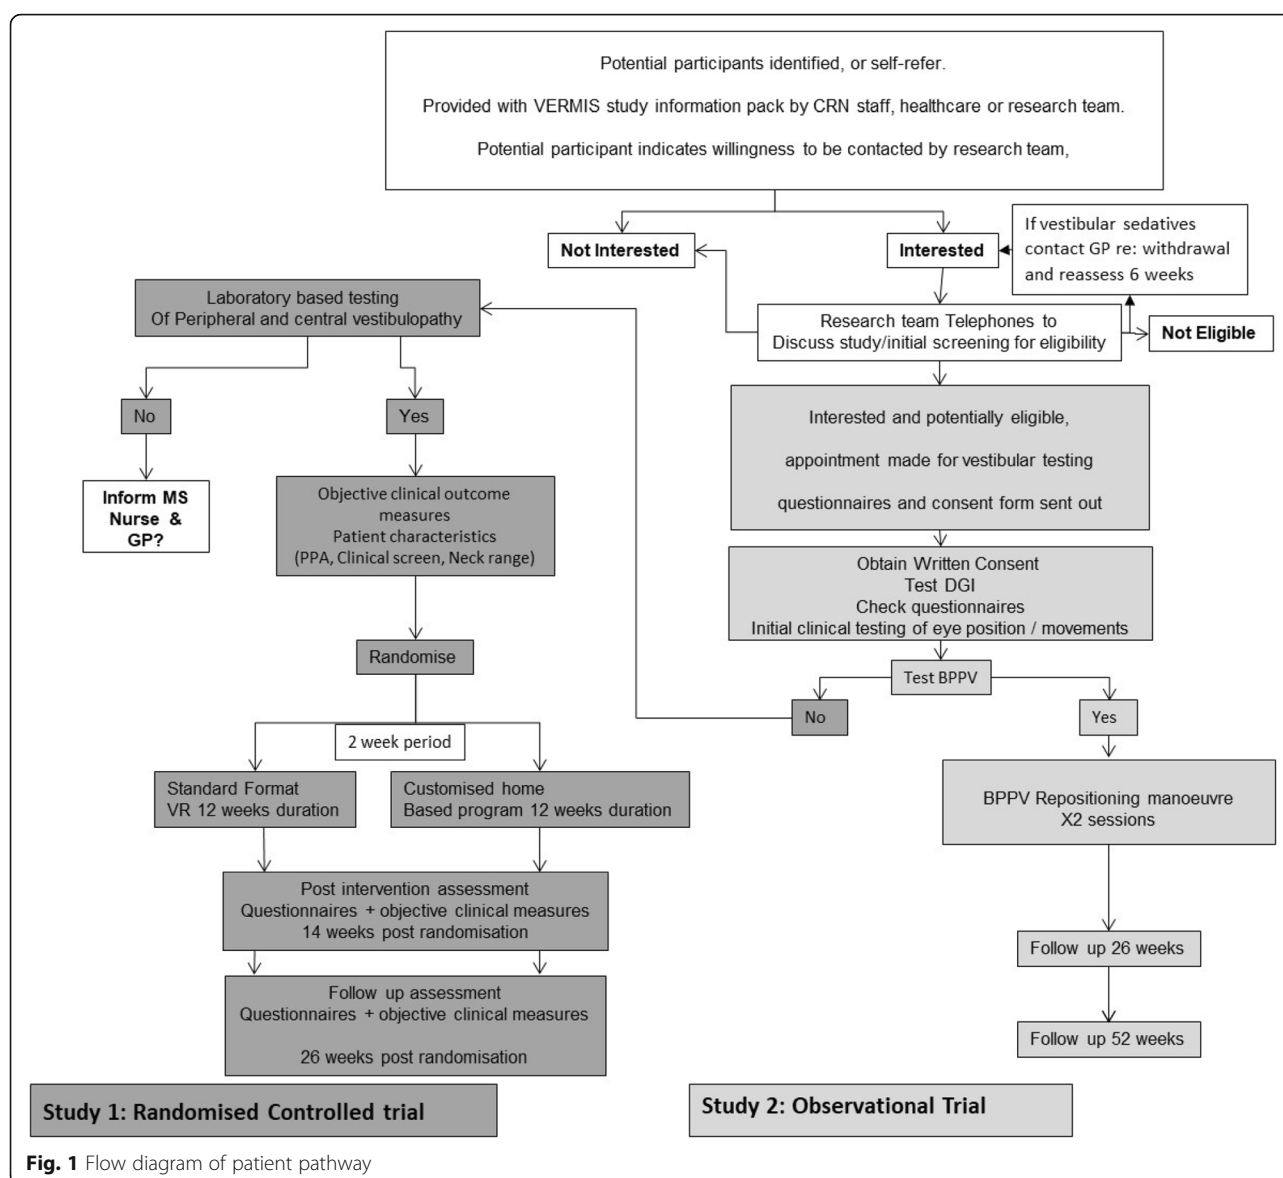 Potential participants identified, or self-refer.
Provided with VERMIS study information pack by CRN staff, healthcare or research team.
Potential participant indicates willingness to be contacted by research team,
Not Interested
Interested
If vestibular sedatives
contact GP re: withdrawal
and reassess 6 weeks
Research team Telephones to
Discuss study/initial screening for eligibility
Not Eligible
Interested and potentially eligible,
appointment made for vestibular testing
questionnaires and consent form sent out
Obtain Written Consent
Test DGI
Check questionnaires
Initial clinical testing of eye position / movements
Test BPPV
No
Yes
BPPV Repositioning manoeuvre
X2 sessions
Follow up 26 weeks
Follow up 52 weeks
Laboratory based testing
Of Peripheral and central vestibulopathy
No
Yes
Inform MS
Nurse &
GP?
Objective clinical outcome
measures
Patient characteristics
(PPA, Clinical screen, Neck range)
Randomise
2 week period
Standard Format
VR 12 weeks duration
Customised home
Based program 12 weeks duration
Post intervention assessment
Questionnaires + objective clinical measures
14 weeks post randomisation
Follow up assessment
Questionnaires + objective clinical measures
26 weeks post randomisation
Study 1: Randomised Controlled trial
Study 2: Observational Trial
Fig. 1 Flow diagram of patient pathway